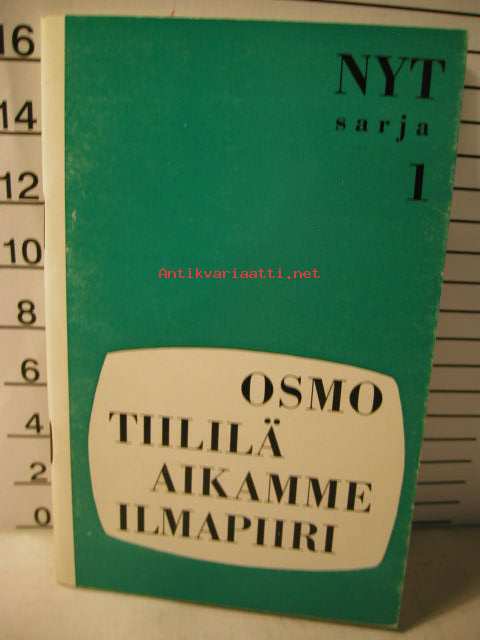 NYT
sarja
1
Antikvariaatti.net
OSMO
TIILILÄ
AIKAMME
ILMAPIIRI
16
14
12
10
8
6
4
2
0